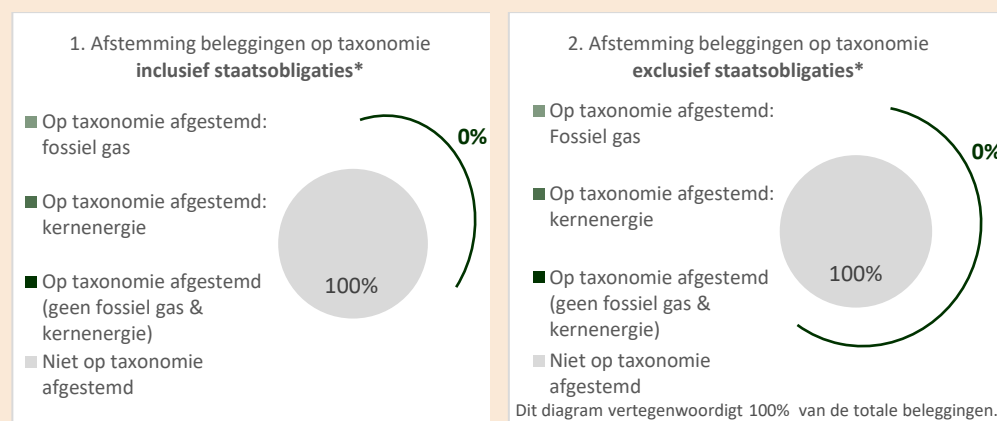 1. Afstemming beleggingen op taxonomie
inclusief staatsobligaties*
Op taxonomie afgestemd:
fossiel gas
Op taxonomie afgestemd:
kernenergie
Op taxonomie afgestemd
(geen fossiel gas &
kernenergie)
Niet op taxonomie
afgestemd
0%
100%
2. Afstemming beleggingen op taxonomie
exclusief staatsobligaties*
Op taxonomie afgestemd:
Fossiel gas
Op taxonomie afgestemd:
kernenergie
Op taxonomie afgestemd
(geen fossiel gas &
kernenergie)
Niet op taxonomie
afgestemd
0%
100%
Dit diagram vertegenwoordigt 100% van de totale beleggingen.